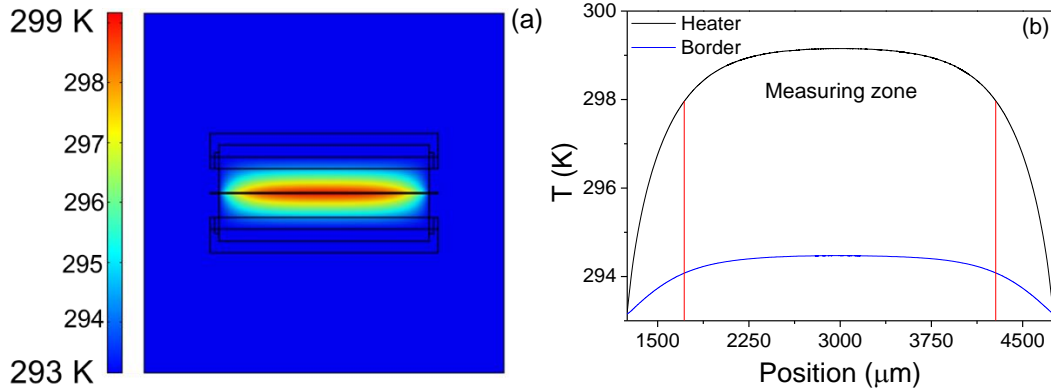 299 K
298
297
296
295
294
293 K
(a)
300
298
296
294
T (K)
Heater
Border
(b)
Measuring zone
1500 2250 3000 3750 4500
Position (μm)